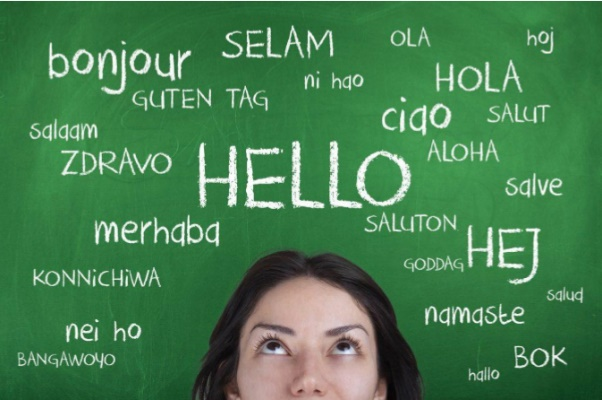 bonjour
SELAM
OLA
hoj
ni hao
GUTEN TAG
HOLA
ciao
SALUT
salaam
ZDRAVO
HELLO
ALOHA
salve
merhaba
SALUTON
HEJ
GODDAG
KONNiCHiWA
salud
namaste
nei ho
BANGAWOYO
BOK
hallo